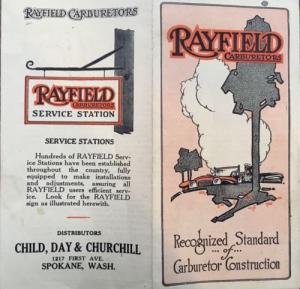 RAYFIELD CARBURETORS
RAYFIELD
CARBURETORS
SERVICE STATION
SERVICE STATIONS
Hundreds of RAYFIELD Serv-
ice Stations have been established
throughout the country, fully
equipped to make installations
and adjustments, assuring all
RAYFIELD users efficient serv-
ice. Look for the RAYFIELD
sign as illustrated herewith.
DISTRIBUTORS
CHILD, DAY & CHURCHILL
1217 FIRST AVE.
SPOKANE, WASH.
RAYFIELD
CARBURETORS
Recognized Standard
of
Carburetor Construction